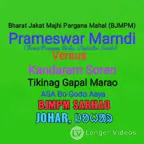 Bharat Jakat Majhi Pargana Mahal (BJMPM)
Prameswar Marndi
Versus
Kandaram Soren
Tikinag Gapal Marao
ASA Bo Godo Aaya
BJMPM SARHAO
JOHAR,
Longer Videos